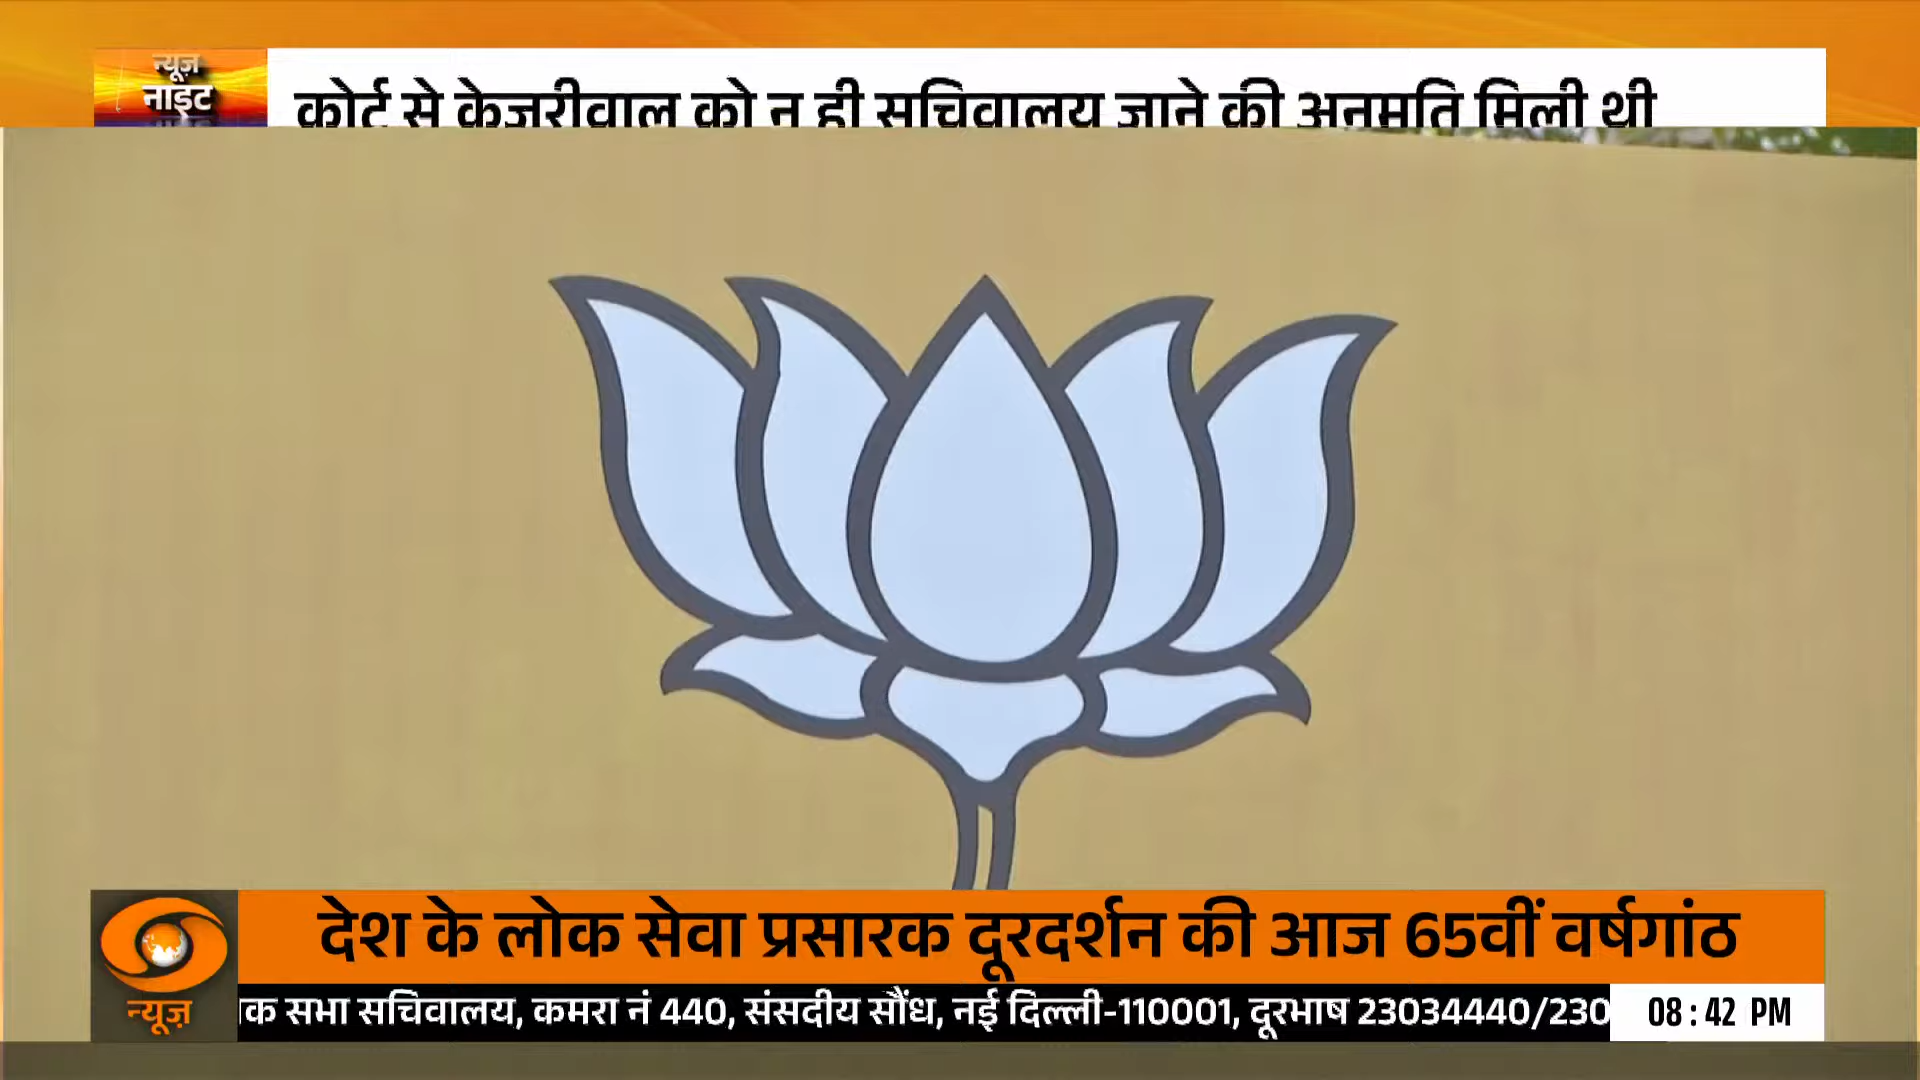 न्यूज़
नाइट
कोर्ट से केजरीवाल को न ही सचिवालय जाने की अनुमति मिली थी
देश के लोक सेवा प्रसारक दूरदर्शन की आज 65वीं वर्षगांठ
न्यूज़
क सभा सचिवालय, कमरा नं 440, संसदीय सौंध, नई दिल्ली-110001, दूरभाष 23034440/230
08 : 42 PM